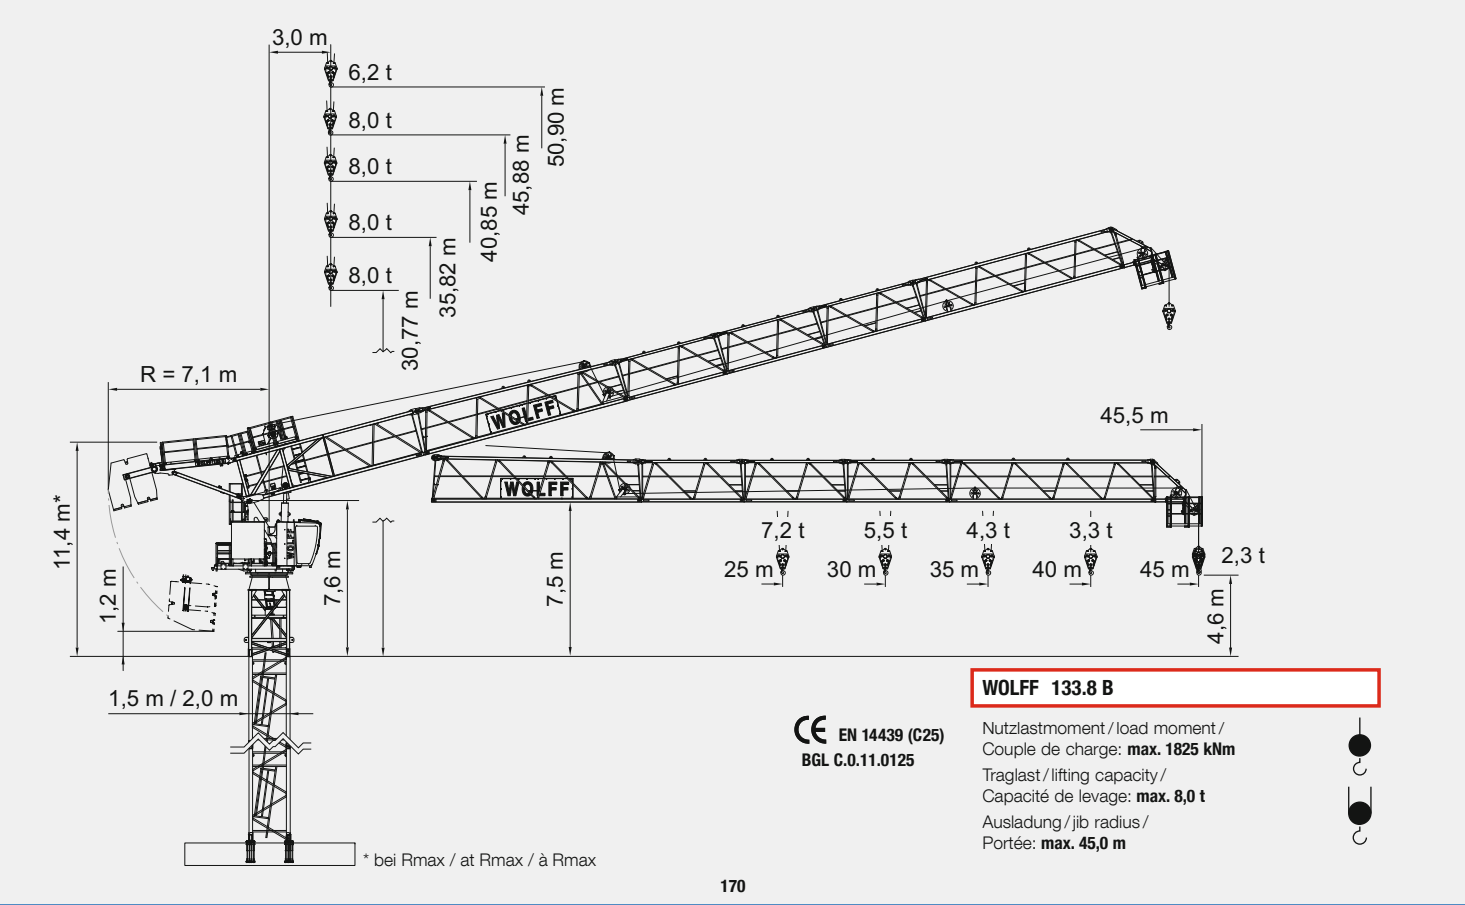 3,0 m
6,2 t
8,0 t
8,0 t
8,0 t
8,0 t
50,90 m
45,88 m
40,85 m
35,82 m
30,77 m
R = 7,1 m
WOLFF
45,5 m
WOLFF
11,4 m*
1,2 m
WOLFF
7,6 m
7,5 m
7,2 t
5,5 t
4,3 t
3,3 t
2,3 t
25 m
30 m
35 m
40 m
45 m
4,6 m
1,5 m / 2,0 m
WOLFF 133.8 B
CE EN 14439 (C25)
BGL C.0.11.0125
Nutzlastmoment / load moment /
Couple de charge: max. 1825 kNm
Traglast / lifting capacity /
Capacité de levage: max. 8,0 t
Ausladung / jib radius /
Portée: max. 45,0 m
* bei Rmax / at Rmax / à Rmax
170